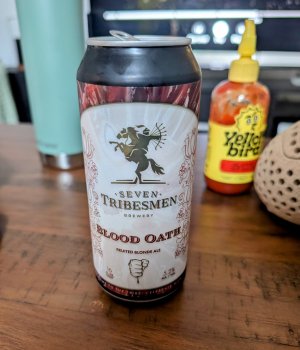 SEVEN
TRIBESMEN
BREWERY
BLOOD OATH
FRUITED BLONDE ALE
Yellow
bird